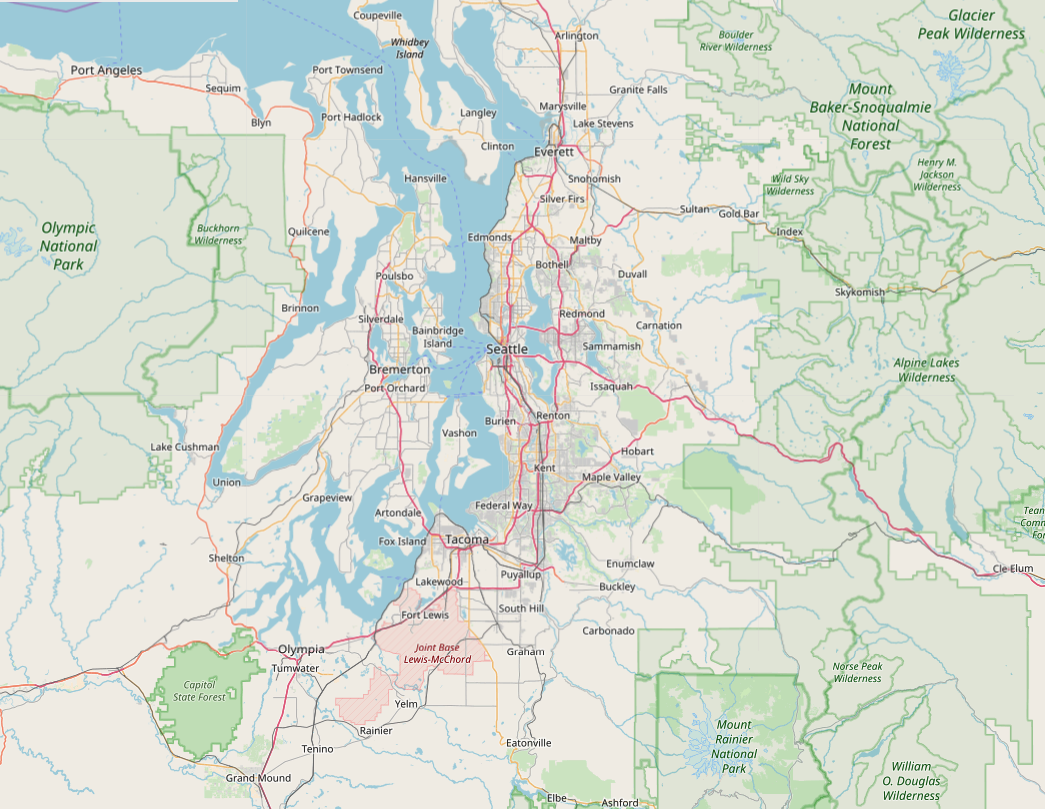 Coupeville
Glacier
Peak Wilderness
Arlington
Boulder
River Wilderness
Whidbey
Island
Port Angeles
Port Townsend
Sequim
Granite Falls
Mount
Baker-Snoqualmie
National
Forest
Marysville
Langley
Port Hadlock
Blyn
Lake Stevens
Clinton
Everett
Henry M.
Jackson
Wilderness
Hansville
Snohomish
Wild Sky
Wilderness
Silver Firs
Sultan
Gold Bar
Olympic
National
Park
Buckhorn
Wilderness
Quilcene
Edmonds
Maltby
Index
Bothell
Poulsbo
Duvall
Skykomish
Brinnon
Silverdale
Redmond
Bainbridge
Island
Carnation
Seattle
Sammamish
Bremerton
Alpine Lakes
Wilderness
Port Orchard
Issaquah
Burien
Renton
Vashon
Lake Cushman
Hobart
Kent
Maple Valley
Union
Grapeview
Federal Way
Artondale
Tean
Comm
For
Fox Island
Tacoma
Shelton
Enumclaw
Cle Elum
Lakewood
Puyallup
Buckley
Fort Lewis
South Hill
Carbonado
Olympia
Joint Base
Lewis-McChord
Graham
Tumwater
Norse Peak
Wilderness
Capitol
State Forest
Yelm
Rainier
Mount
Rainier
National
Park
Tenino
Eatonville
William
O. Douglas
Wilderness
Grand Mound
Elbe
Ashford